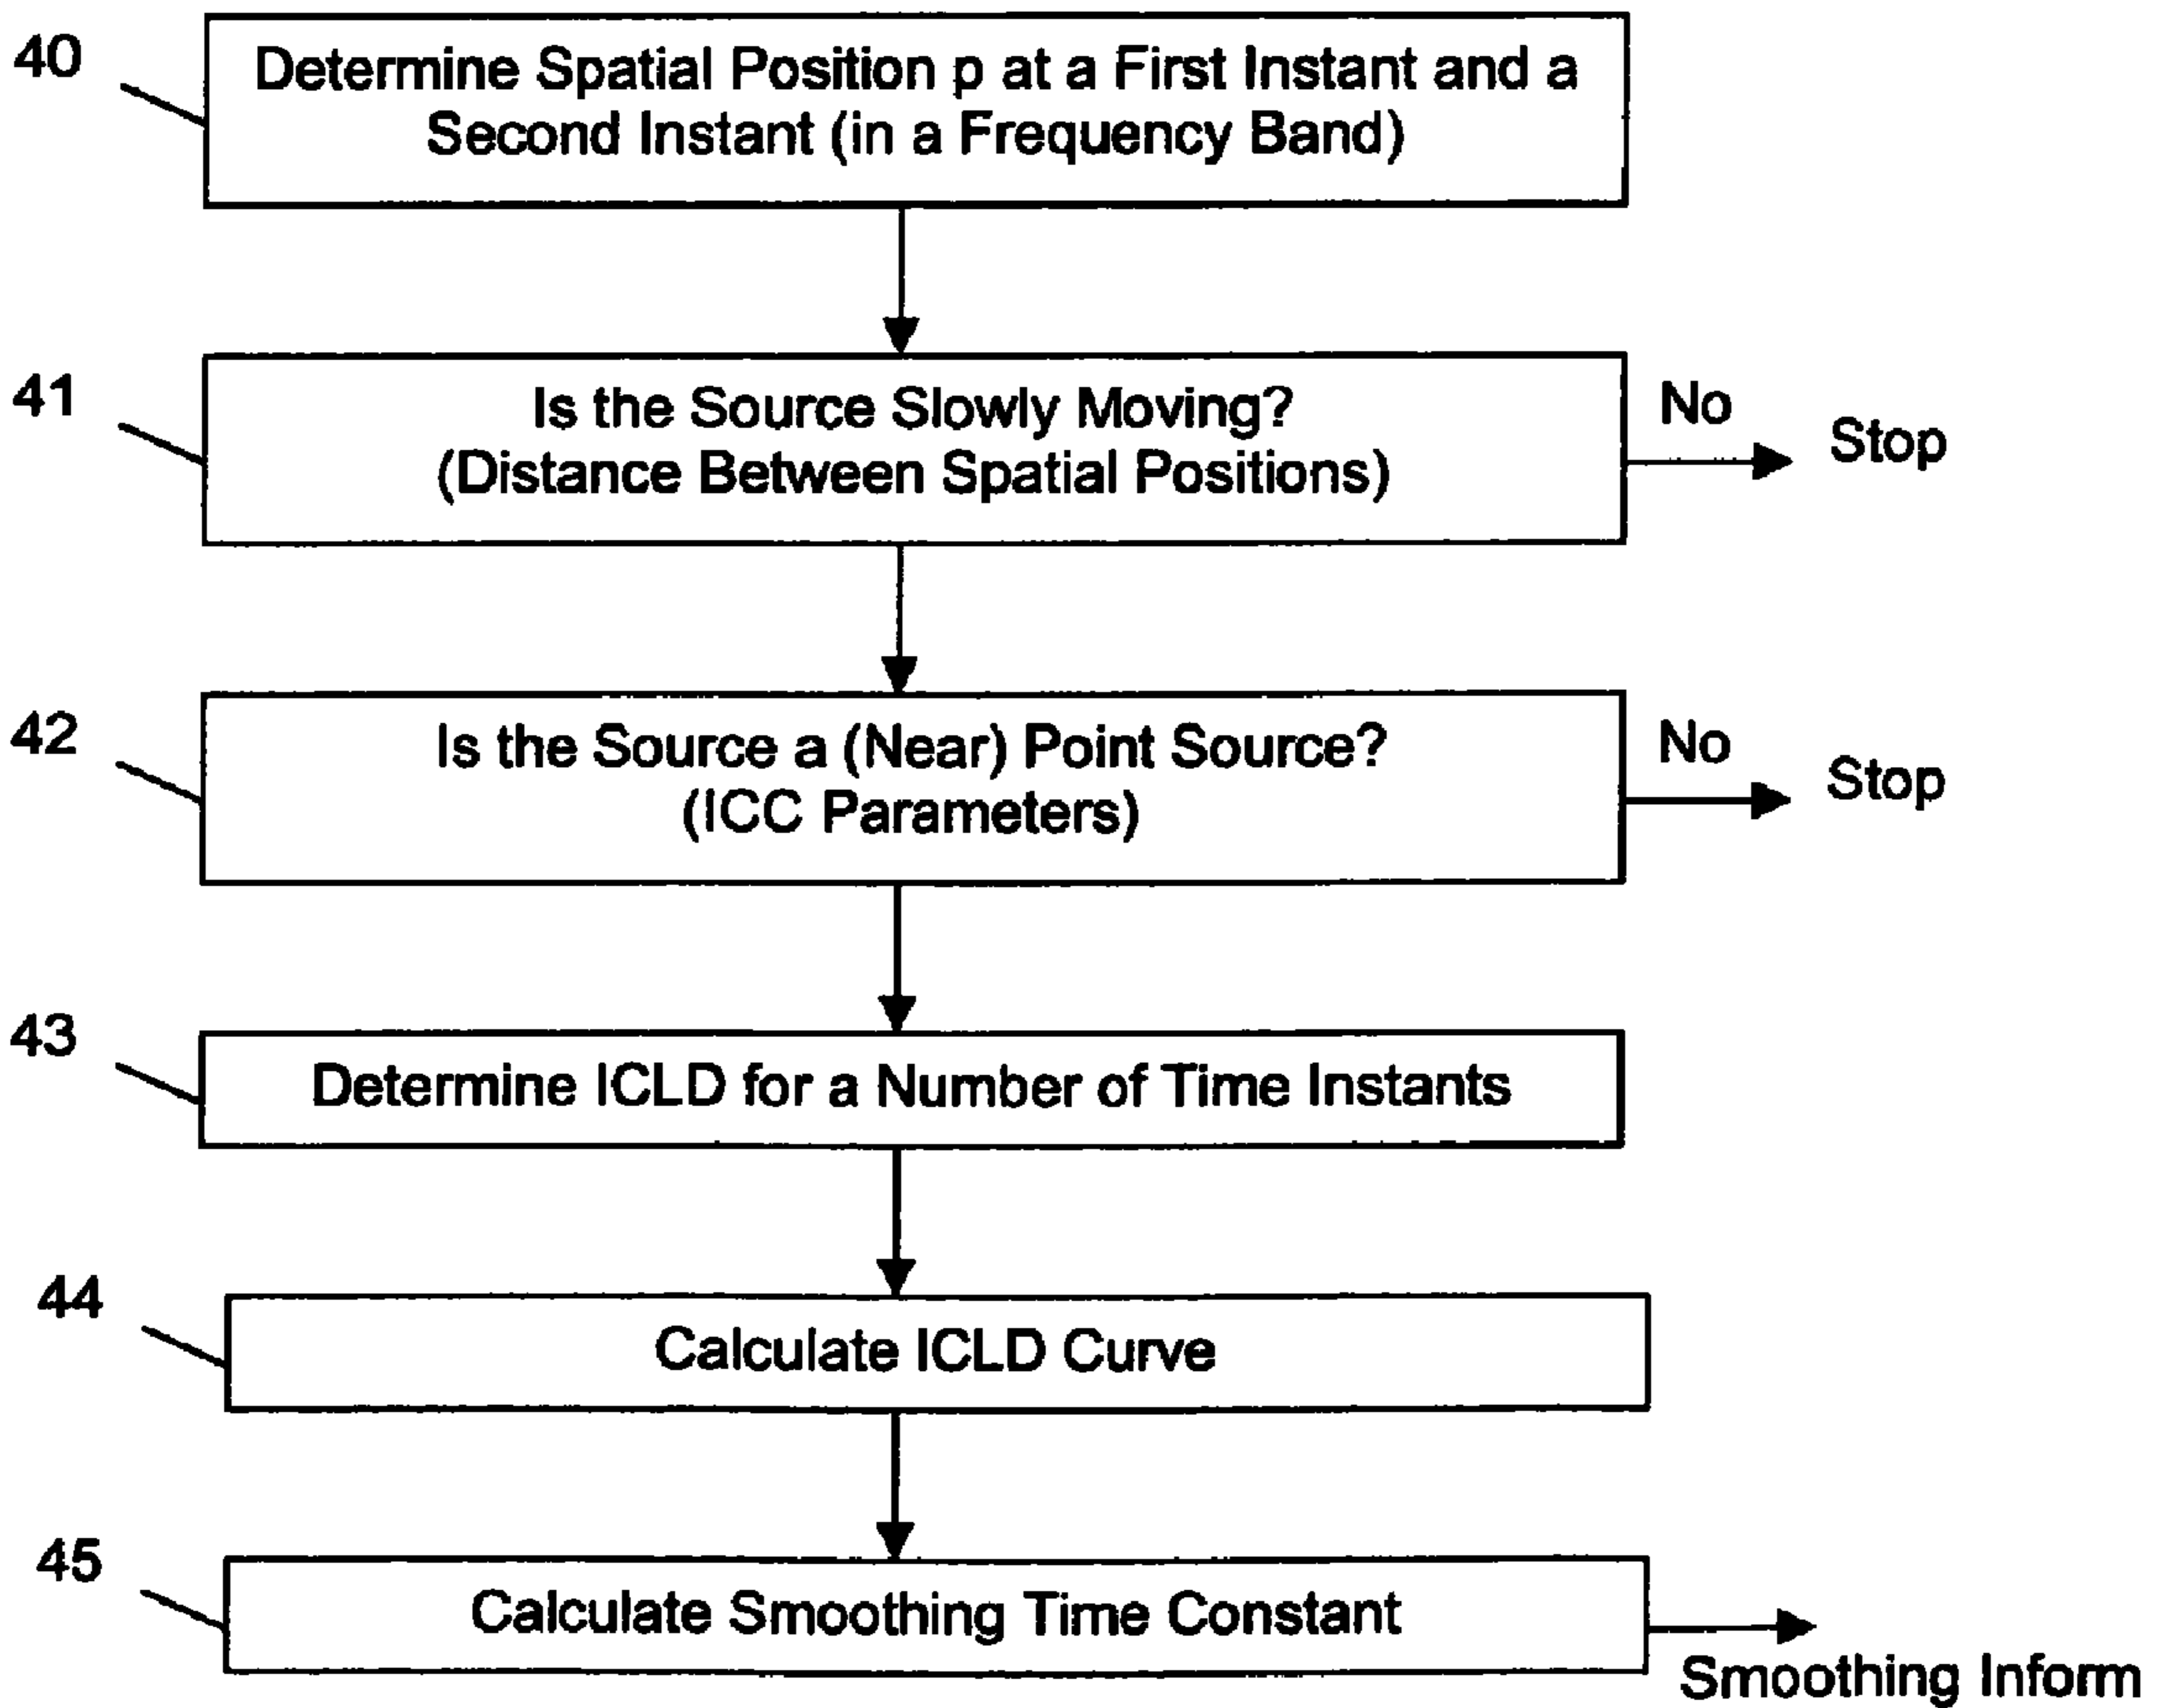 40
Determine Spatial Position p at a First Instant and a
Second Instant (in a Frequency Band)
41
Is the Source Slowly Moving?
(Distance Between Spatial Positions)
No
Stop
42
Is the Source a (Near) Point Source?
(ICC Parameters)
No
Stop
43
Determine ICLD for a Number of Time Instants
44
Calculate ICLD Curve
45
Calculate Smoothing Time Constant
Smoothing Inform